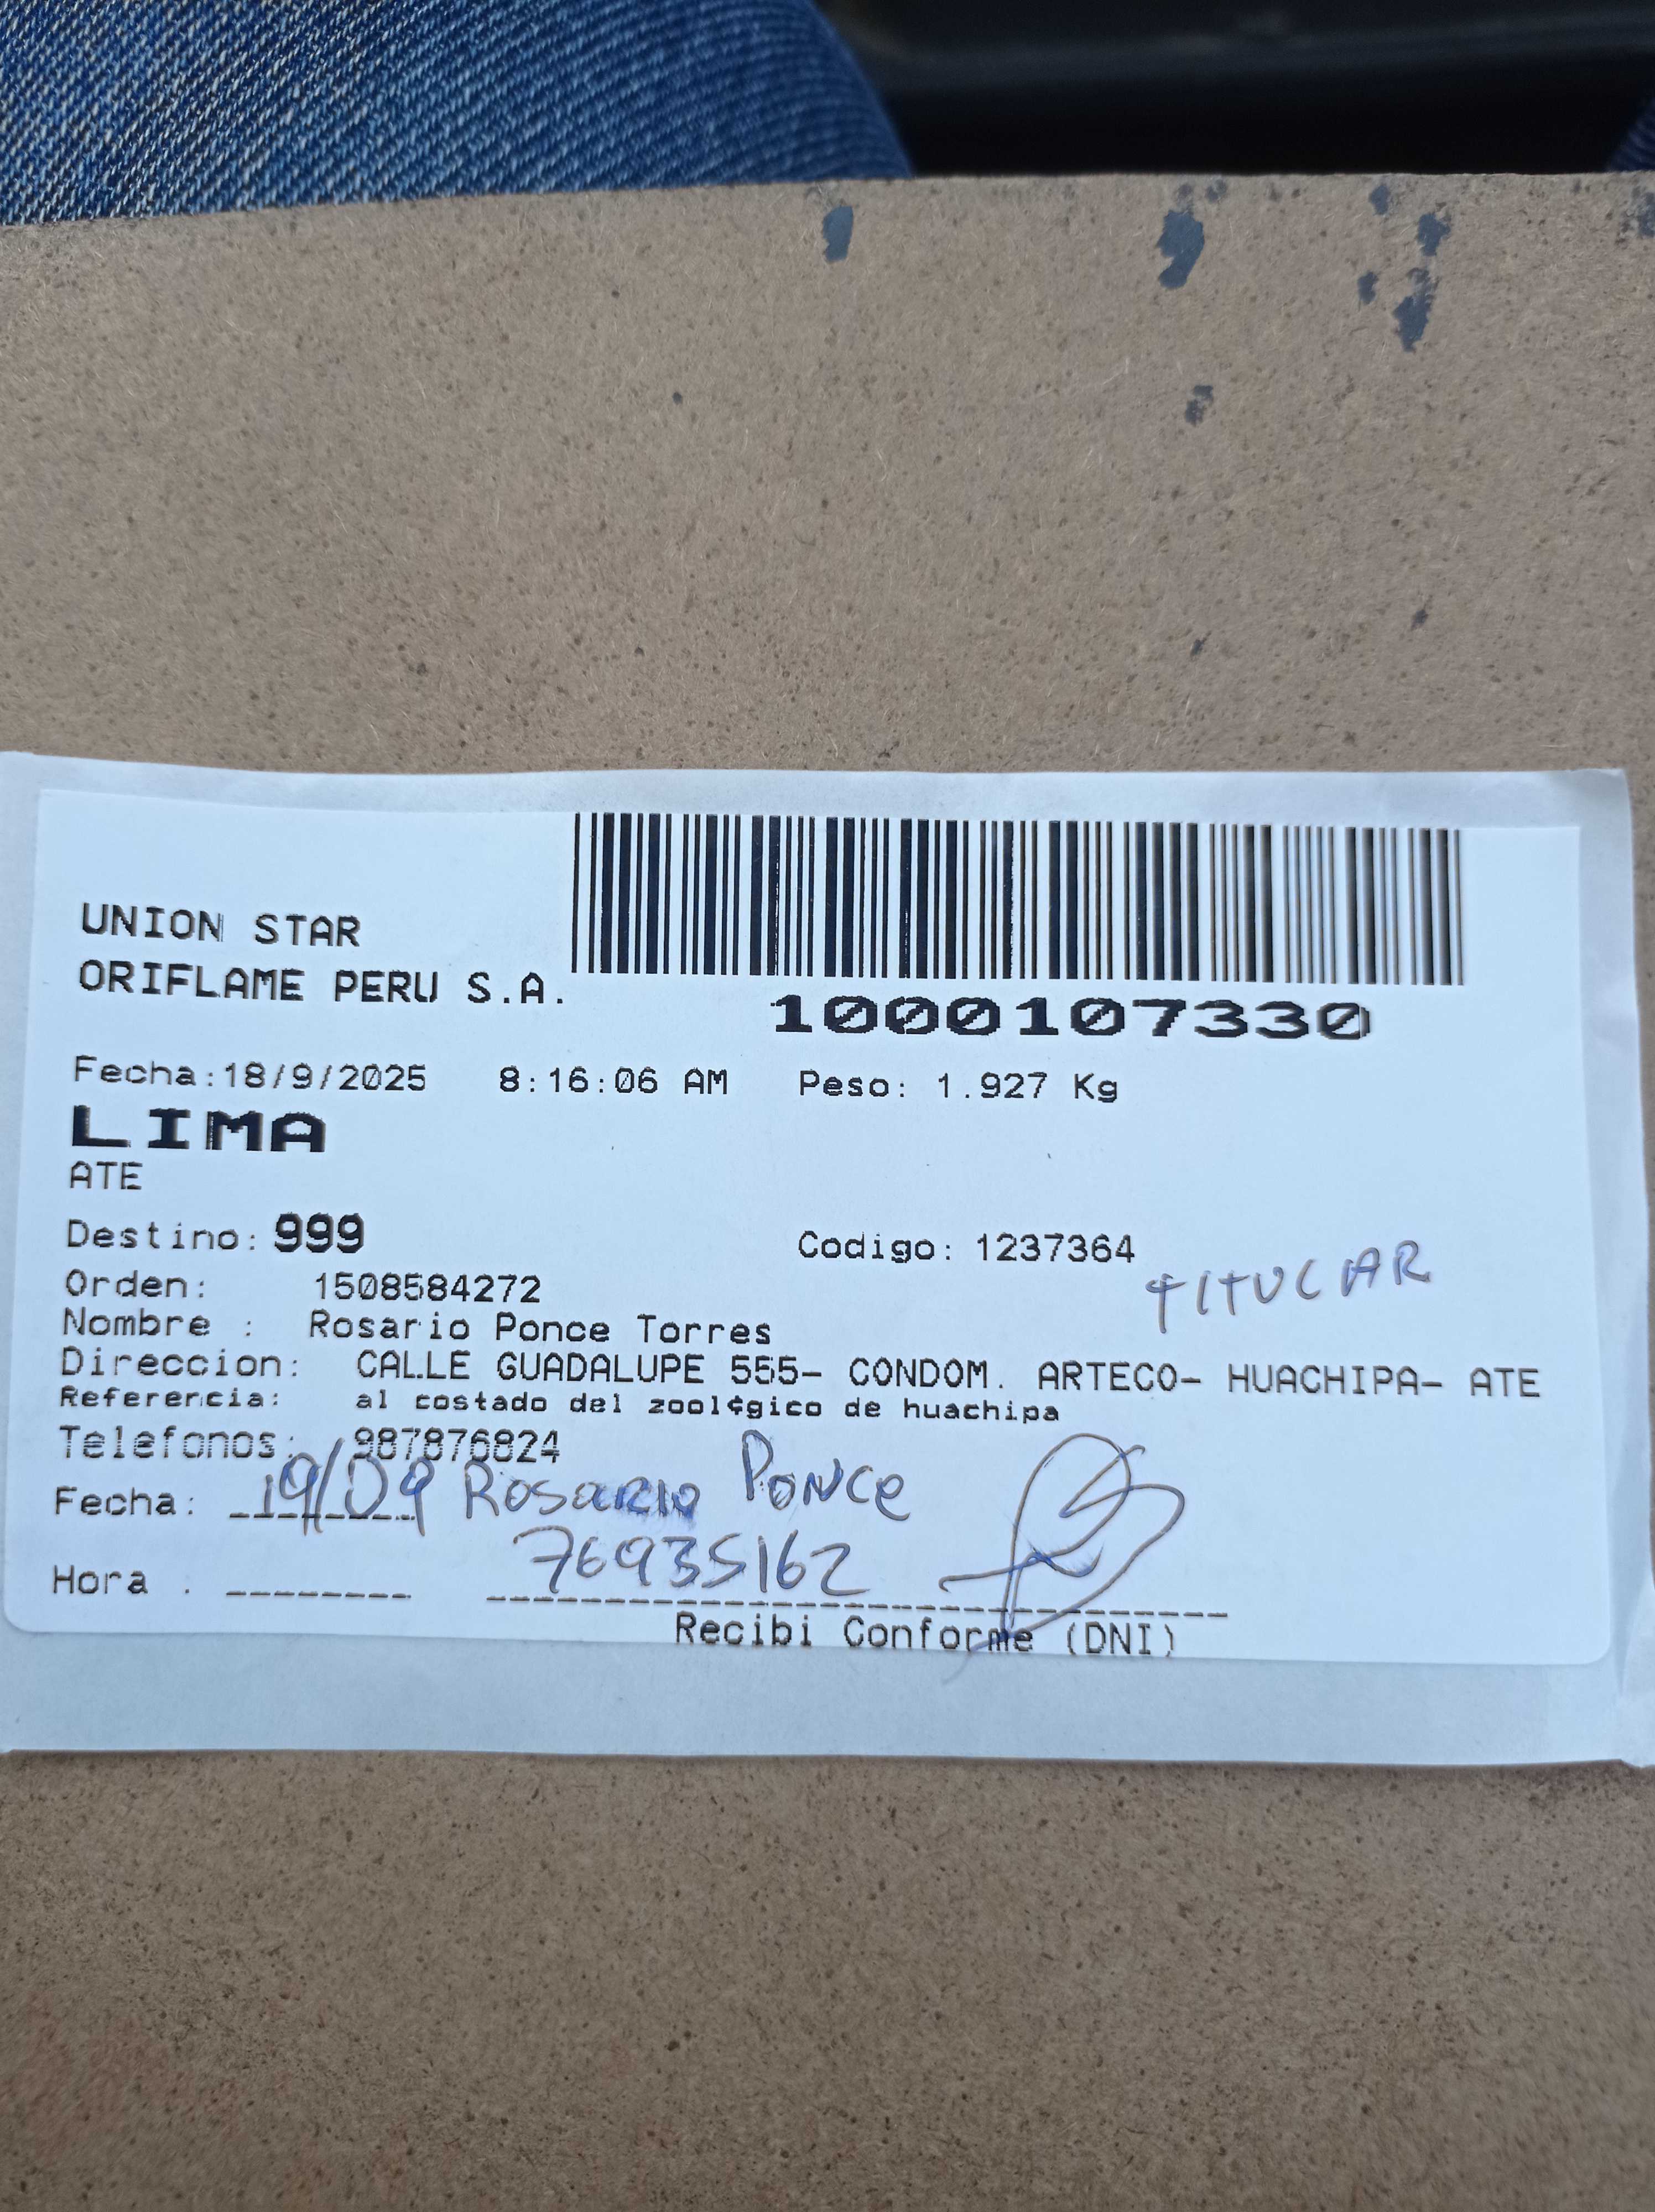 UNION STAR
ORIFLAME PERU S.A.
1000107330
Fecha:18/9/2025 8:16:06 AM Peso: 1.927 Kg
LIMA
ATE
Destino: 999 Codigo: 1237364
TITULAR
Orden: 1508584272
Nombre : Rosario Ponce Torres
Direccion: CALLE GUADALUPE 555- CONDOM. ARTECO- HUACHIPA- ATE
Referencia: al costado del zool¢gico de huachipa
Telefonos: 987876824
Fecha: 19/09 Rosario Ponce
76935162
Hora :
Recibi Conforme (DNI)